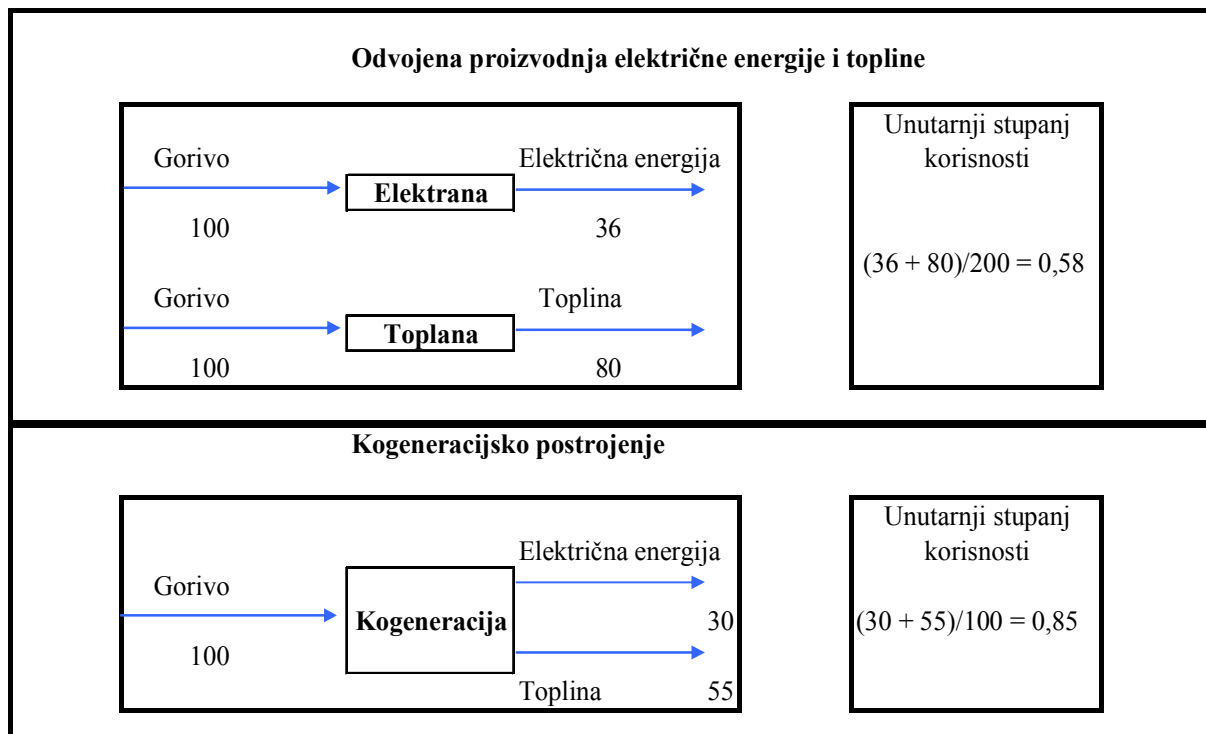 Odvojena proizvodnja električne energije i topline
Gorivo
Električna energija
Elektrana
100
36
Gorivo
Toplina
Toplana
100
80
Unutarnji stupanj
korisnosti
(36 + 80)/200 = 0,58
Kogeneracijsko postrojenje
Električna energija
Gorivo
Kogeneracija
30
100
Toplina
55
Unutarnji stupanj
korisnosti
(30 + 55)/100 = 0,85